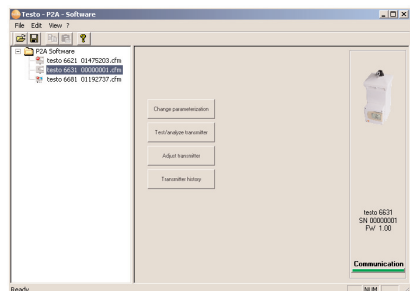 Testo - P2A - Software
File Edit View ?
P2A Software
testo 6621 01475203.cfm
testo 6631 00000001.cfm
testo 6681 01192737.cfm
Change parameterization
Test/analyze transmitter
Adjust transmitter
Transmitter history
testo 6631
SN 00000001
FW 1.00
Communication
Ready
NUM